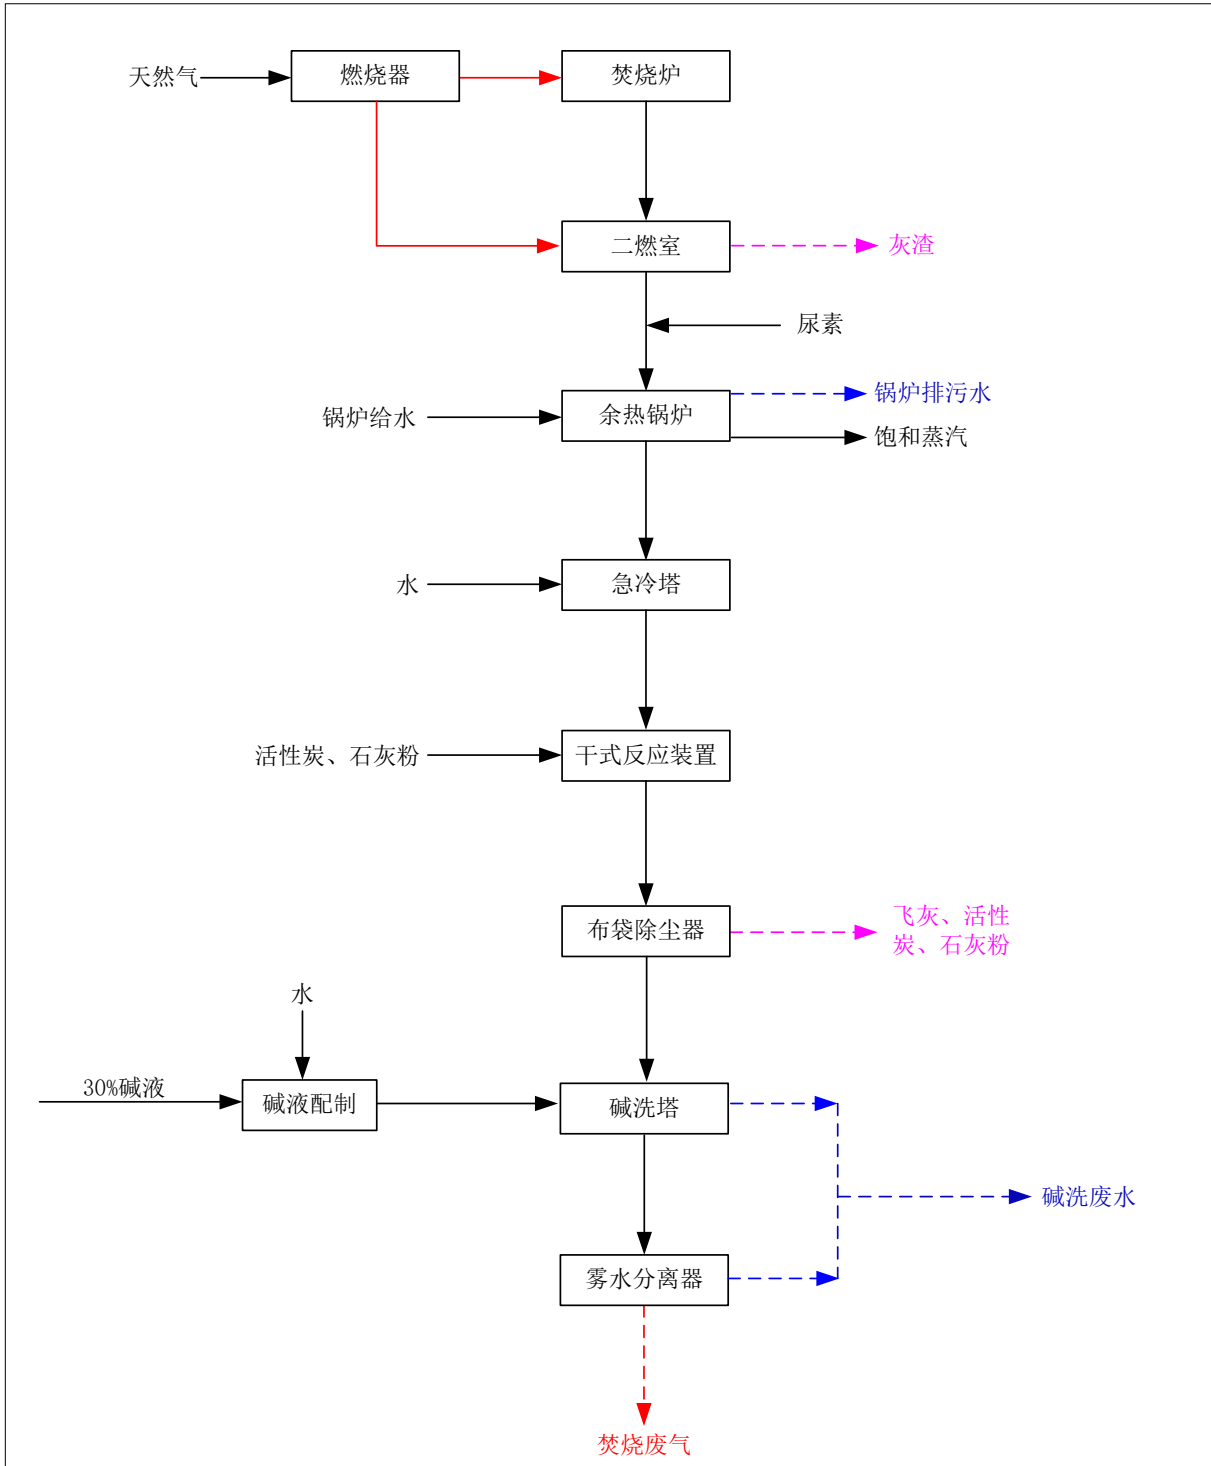 天然气
燃烧器
焚烧炉
二燃室
灰渣
尿素
锅炉给水
余热锅炉
锅炉排污水
饱和蒸汽
水
急冷塔
活性炭、石灰粉
干式反应装置
布袋除尘器
飞灰、活性
炭、石灰粉
水
30%碱液
碱液配制
碱洗塔
碱洗废水
雾水分离器
焚烧废气